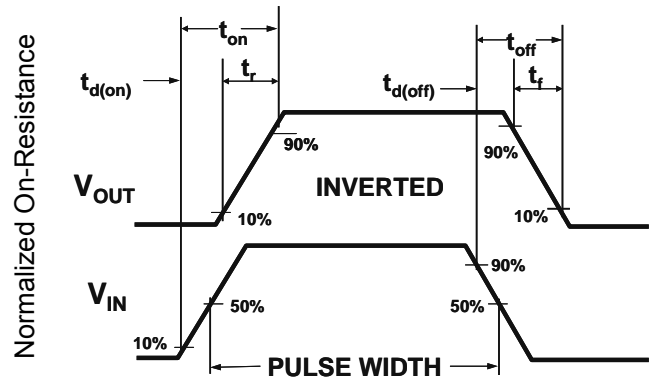 Normalized On-Resistance
ton
toff
td(on)
tr
td(off)
tf
90%
90%
VOUT
INVERTED
10%
10%
90%
VIN
50%
50%
10%
PULSE WIDTH